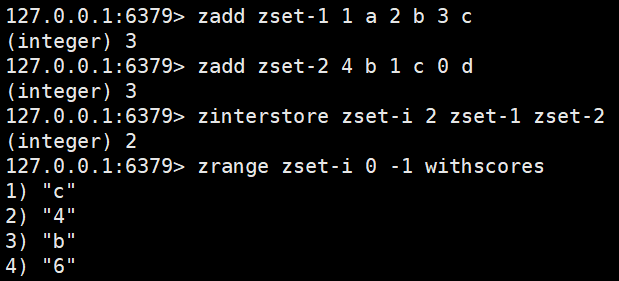 127.0.0.1:6379> zadd zset-1 1 a 2 b 3 c
(integer) 3
127.0.0.1:6379> zadd zset-2 4 b 1 c 0 d
(integer) 3
127.0.0.1:6379> zinterstore zset-i 2 zset-1 zset-2
(integer) 2
127.0.0.1:6379> zrange zset-i 0 -1 withscores
1) "c"
2) "4"
3) "b"
4) "6"